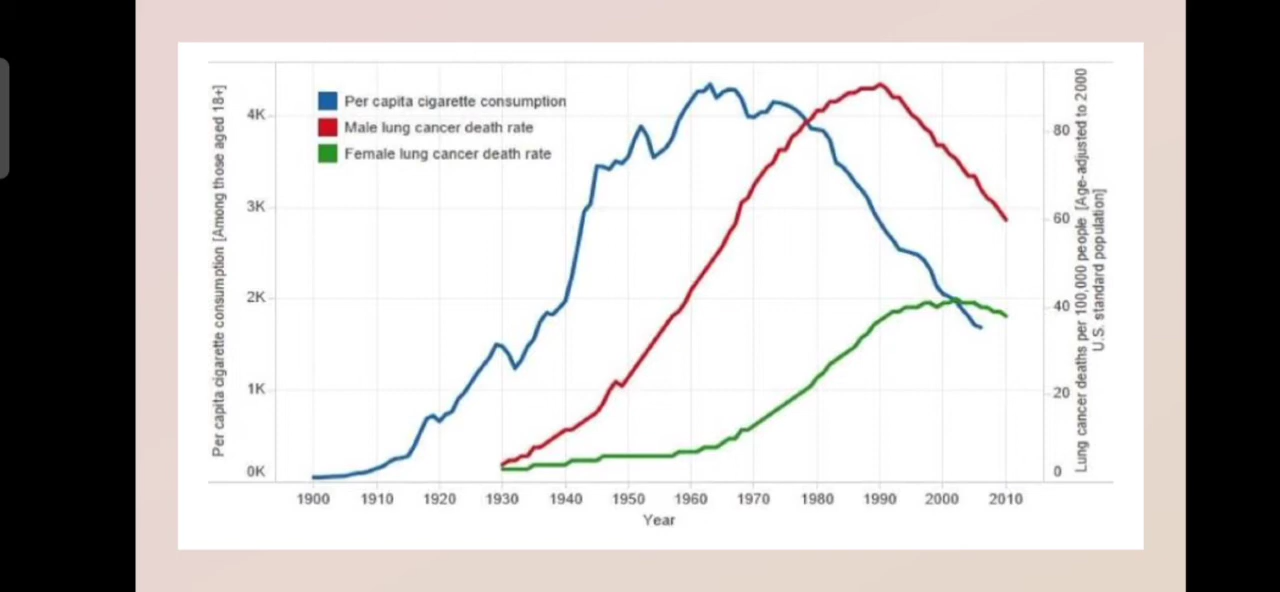 Per capita cigarette consumption
Male lung cancer death rate
Female lung cancer death rate
Per capita cigarette consumption [Among those aged 18+]
4K
3K
2K
1K
0K
80
60
40
20
0
Lung cancer deaths per 100,000 people [Age-adjusted to 2000
U.S. standard population]
1900 1910 1920 1930 1940 1950 1960 1970 1980 1990 2000 2010
Year